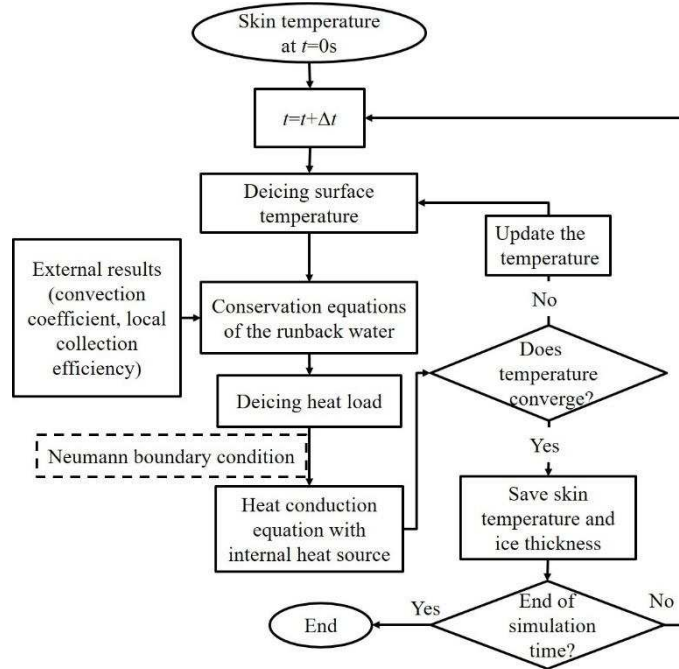 Skin temperature
at t=0s
t=t+Δt
Deicing surface
temperature
Update the
temperature
External results
(convection
coefficient, local
collection
efficiency)
Conservation equations
of the runback water
No
Does
temperature
converge?
Deicing heat load
Yes
Neumann boundary condition
Heat conduction
equation with
internal heat source
Save skin
temperature and
ice thickness
End of
simulation
time?
Yes
No
End